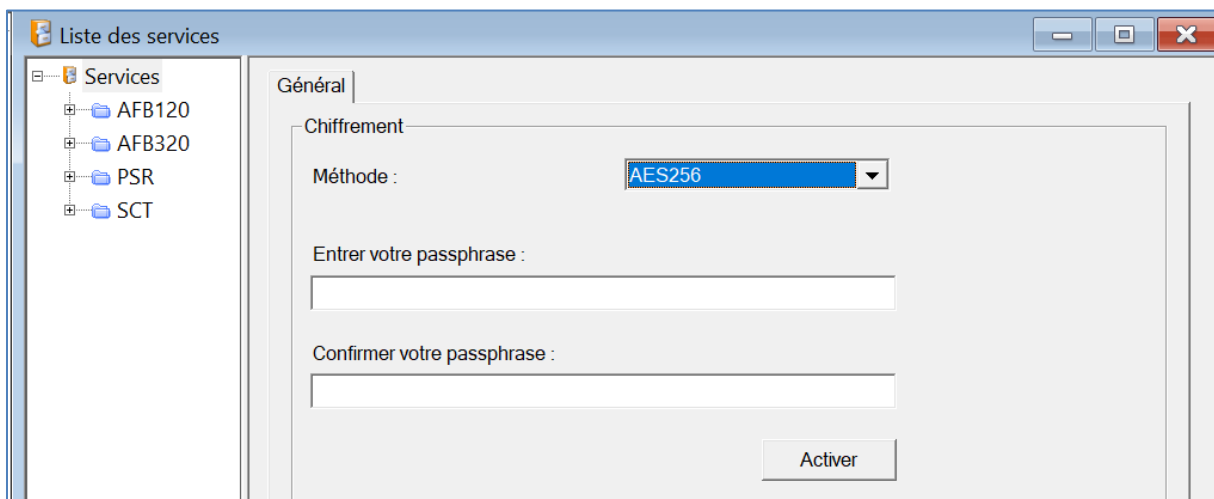 Liste des services
Services
AFB120
AFB320
PSR
SCT
Général
Chiffrement
Méthode : AES256
Entrer votre passphrase :
Confirmer votre passphrase :
Activer